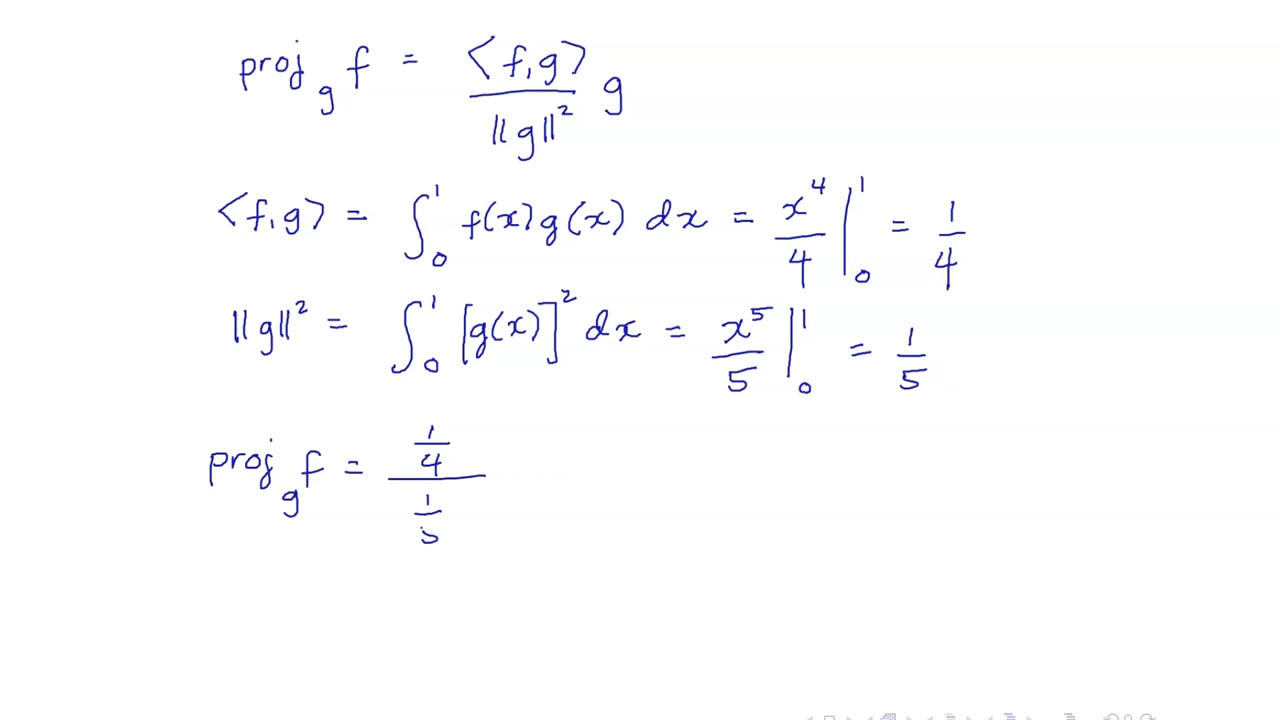 proj_g f = <f,g> / ||g||² g
<f,g> = ∫₀¹ f(x)g(x) dx = x⁴/4 |₀¹ = 1/4
||g||² = ∫₀¹ [g(x)]² dx = x⁵/5 |₀¹ = 1/5
proj_g f = (1/4) / (1/5)